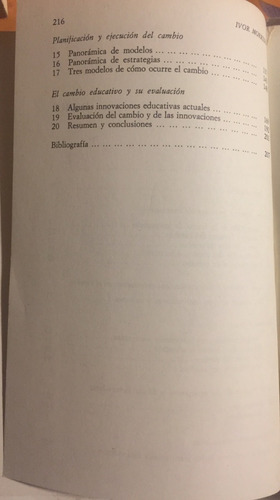 216
IVOR
Planificación y ejecución del cambio
15 Panorámica de modelos ... ... ... ... ... ... ... ...
16 Panorámica de estrategias ... ... ... ... ... ... ...
17 Tres modelos de cómo ocurre el cambio ... ... ...
El cambio educativo y su evaluación
18 Algunas innovaciones educativas actuales ... ... ...
19 Evaluación del cambio y de las innovaciones ... ...
20 Resumen y conclusiones ... ... ... ... ... ... ...
Bibliografía ... ... ... ... ... ... ... ... ... ... ...